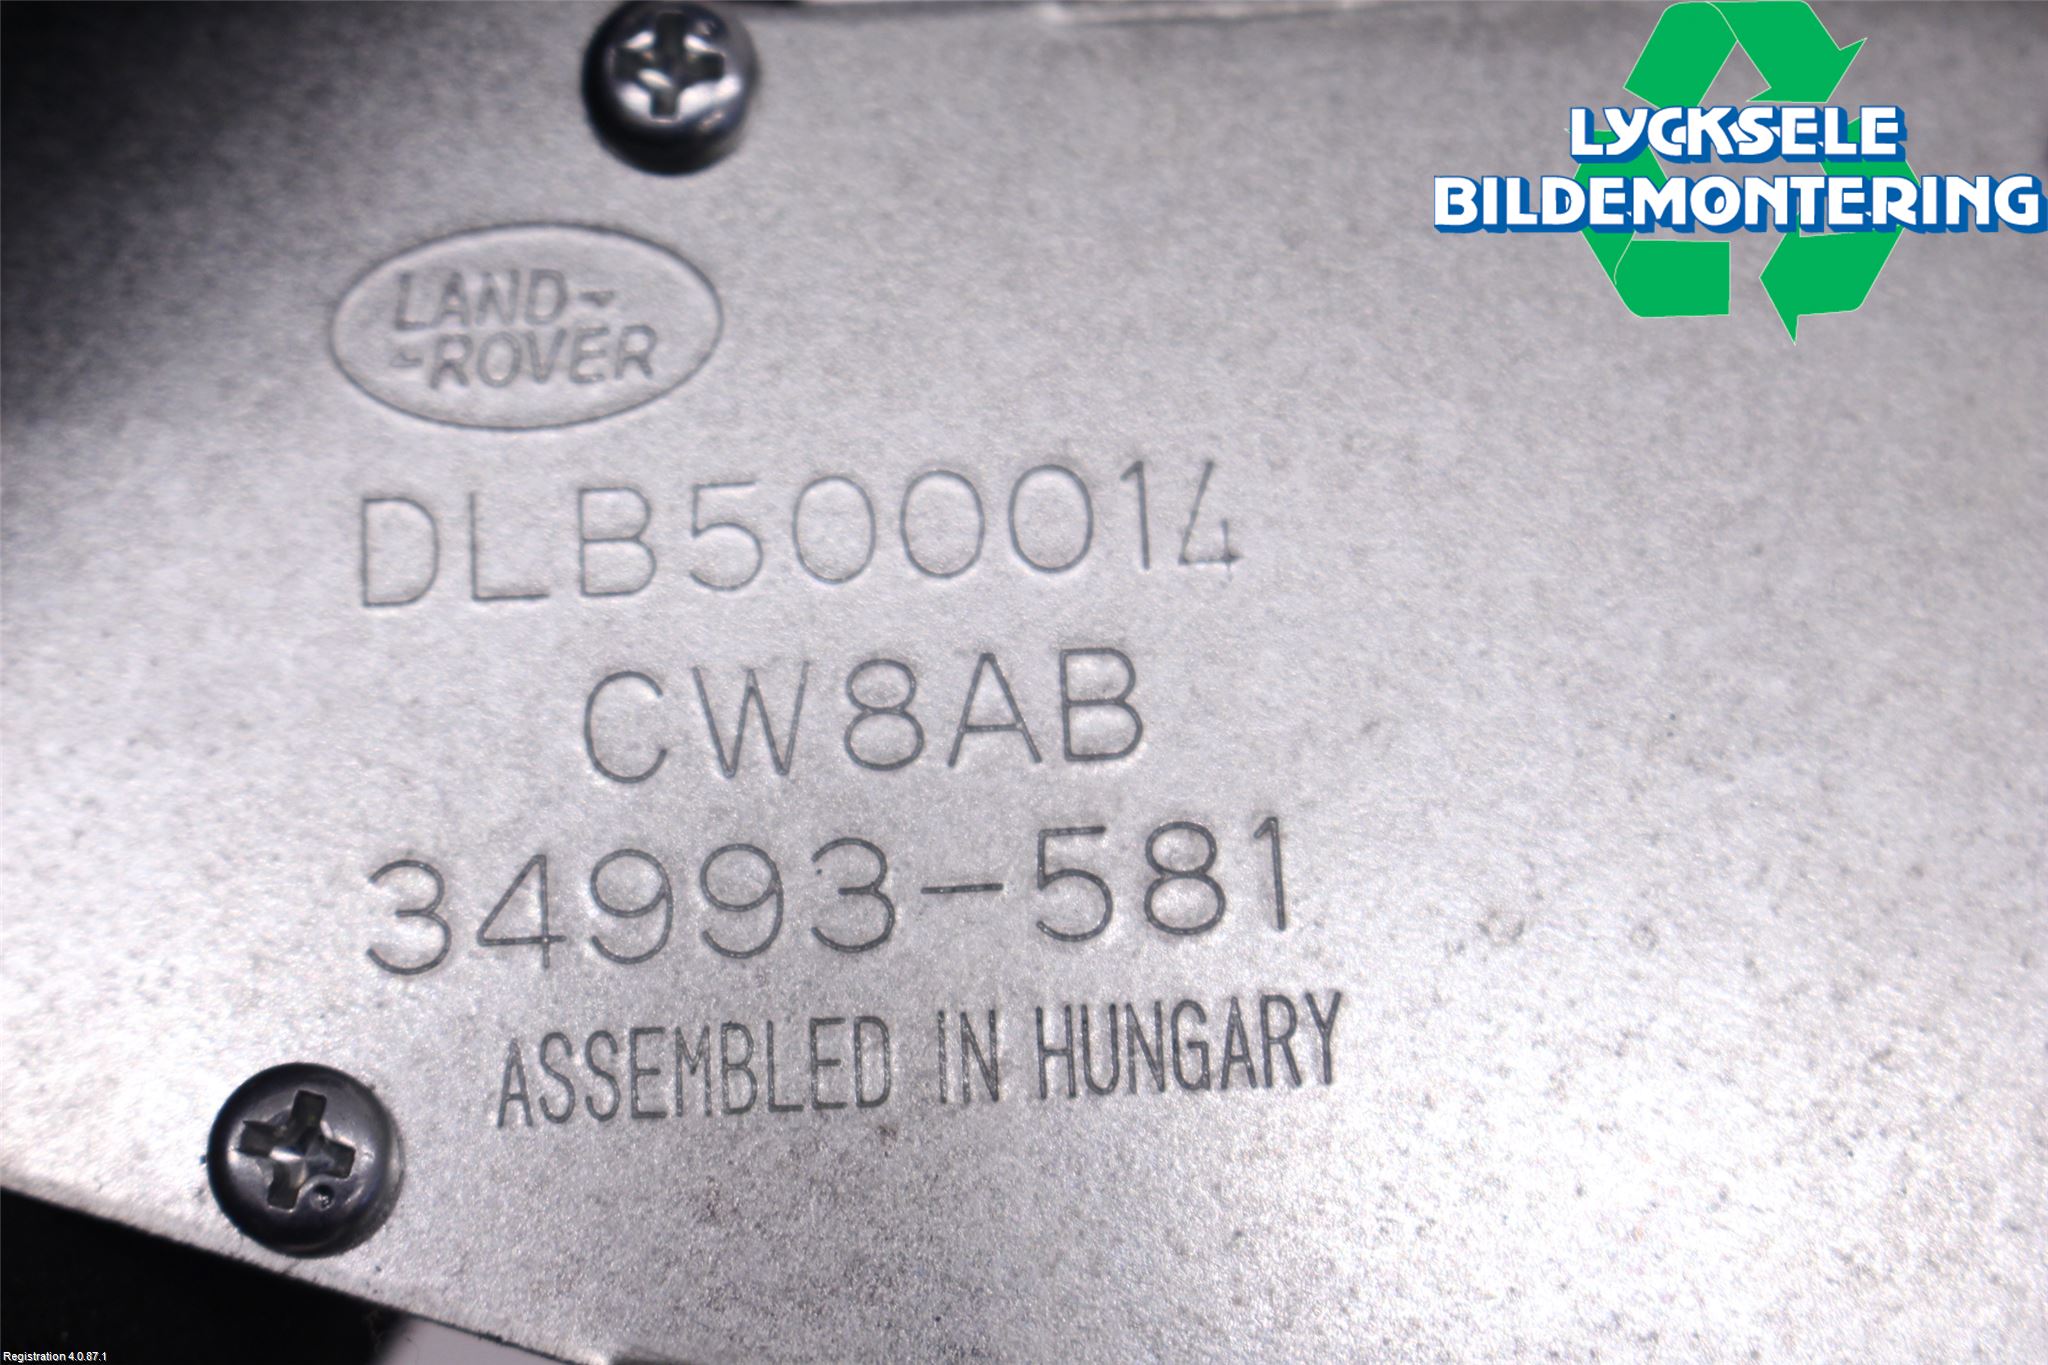 LYCKSELE
BILDEMONTERING
LAND-
-ROVER
DLB500014
CW8AB
34993-581
ASSEMBLED IN HUNGARY
Registration 4.0.87.1